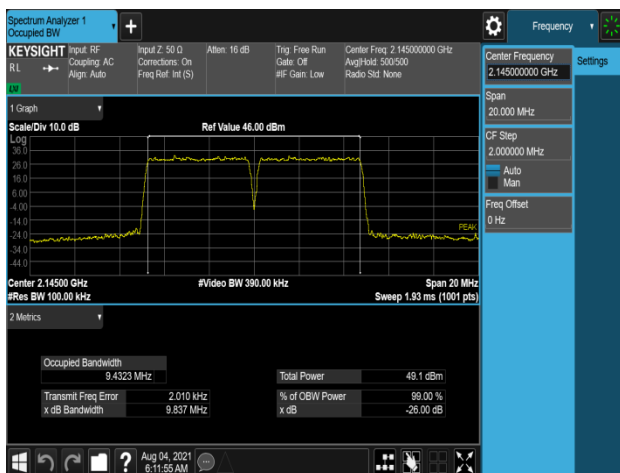 Spectrum Analyzer 1
Occupied BW
+
Frequency
KEYSIGHT
RL
Input: RF
Coupling: AC
Align: Auto
Input Z: 50 Ω
Corrections: On
Freq Ref: Int (S)
Atten: 16 dB
Trig: Free Run
Gate: Off
#IF Gain: Low
Center Freq: 2.145000000 GHz
Avg|Hold: 500/500
Radio Std: None
Center Frequency
2.145000000 GHz
Settings
Span
20.000 MHz
CF Step
2.000000 MHz
Auto
Man
Freq Offset
0 Hz
1 Graph
Scale/Div 10.0 dB
Ref Value 46.00 dBm
Log
36.0
26.0
16.0
6.00
-4.00
-14.0
-24.0
-34.0
-44.0
PEAK
Center 2.14500 GHz
#Video BW 390.00 kHz
Span 20 MHz
#Res BW 100.00 kHz
Sweep 1.93 ms (1001 pts)
2 Metrics
Occupied Bandwidth
9.4323 MHz
Total Power
49.1 dBm
Transmit Freq Error
2.010 kHz
% of OBW Power
99.00 %
x dB Bandwidth
9.837 MHz
x dB
-26.00 dB
?
Aug 04, 2021
6:11:55 AM